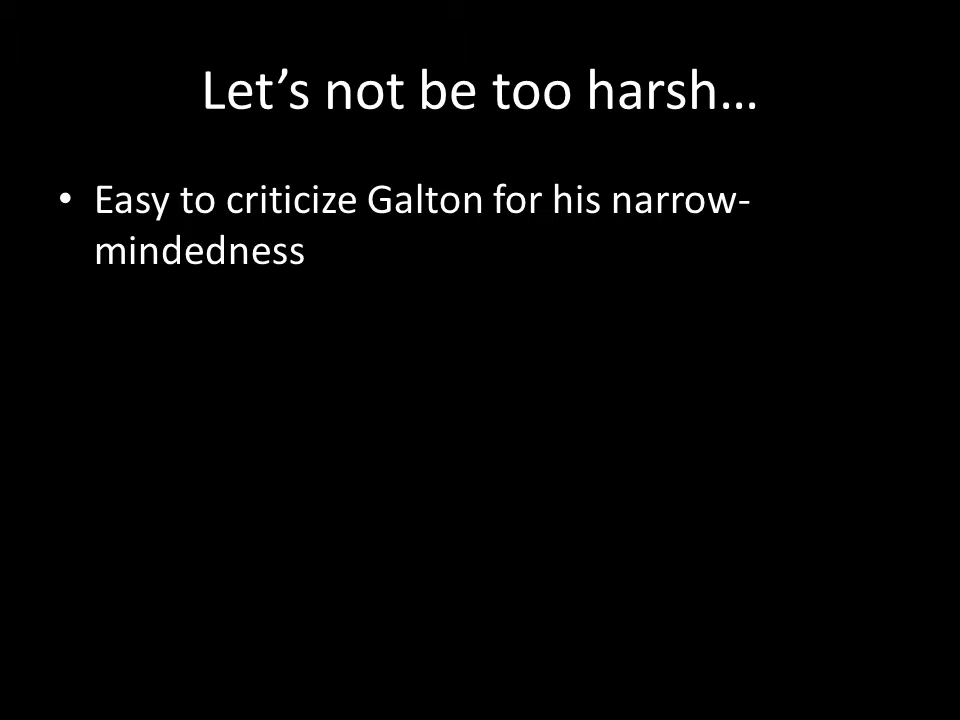 Let’s not be too harsh…
• Easy to criticize Galton for his narrow-
mindedness